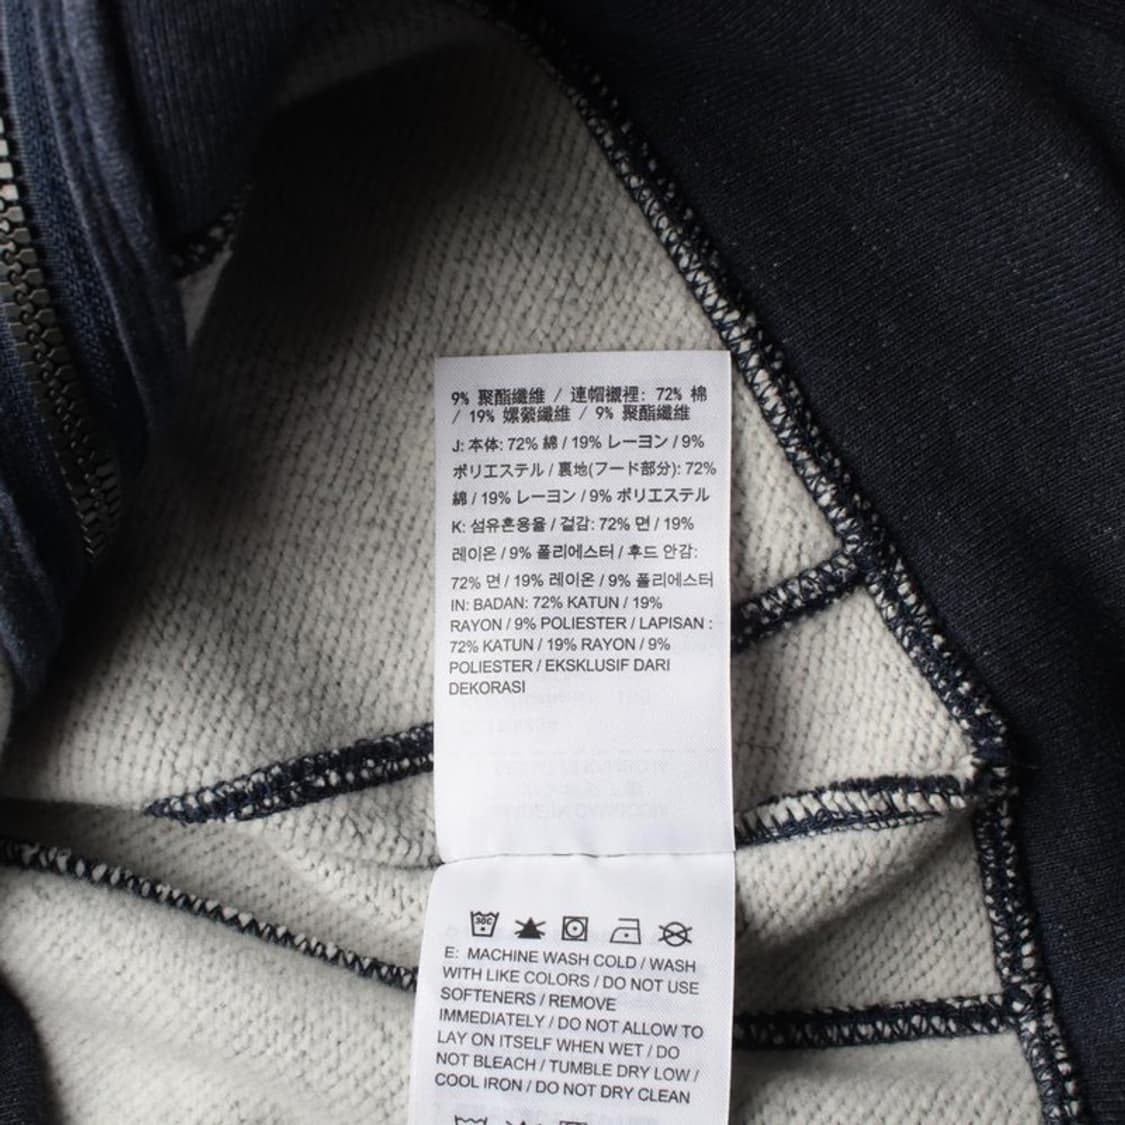 9% 聚酯纖維 / 連帽襯裡: 72% 棉
/ 19% 嫘縈纖維 / 9% 聚酯纖維
J: 本体: 72% 綿 / 19% レーヨン / 9%
ポリエステル / 裏地(フード部分): 72%
綿 / 19% レーヨン / 9% ポリエステル
K: 섬유혼용율 / 겉감: 72% 면 / 19%
레이온 / 9% 폴리에스터 / 후드 안감:
72% 면 / 19% 레이온 / 9% 폴리에스터
IN: BADAN: 72% KATUN / 19%
RAYON / 9% POLIESTER / LAPISAN :
72% KATUN / 19% RAYON / 9%
POLIESTER / EKSKLUSIF DARI
DEKORASI
30C
E: MACHINE WASH COLD / WASH
WITH LIKE COLORS / DO NOT USE
SOFTENERS / REMOVE
IMMEDIATELY / DO NOT ALLOW TO
LAY ON ITSELF WHEN WET / DO
NOT BLEACH / TUMBLE DRY LOW /
COOL IRON / DO NOT DRY CLEAN